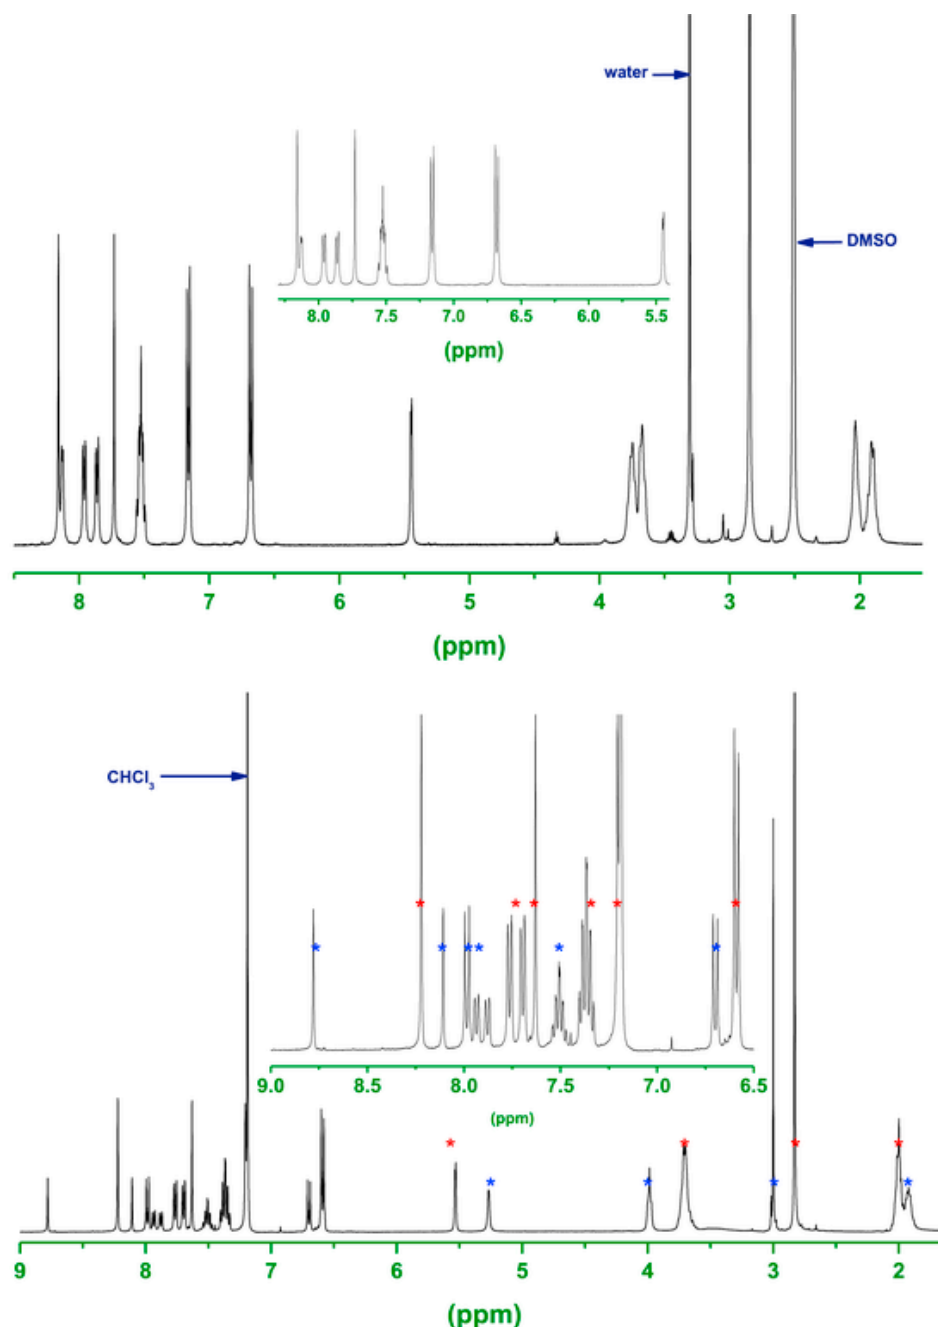 water
DMSO
8.0 7.5 7.0 6.5 6.0 5.5
(ppm)
8 7 6 5 4 3 2
(ppm)
CHCl₃
* * * * * *
* * * * * *
9.0 8.5 8.0 7.5 7.0 6.5
(ppm)
* * * *
* * * *
9 8 7 6 5 4 3 2
(ppm)